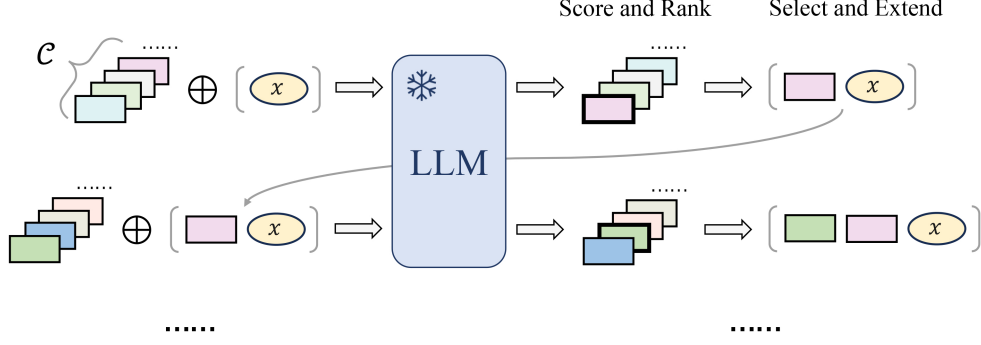 Score and Rank Select and Extend
𝒞 ......
......
x
x
LLM
......
......
x
x
...... ......